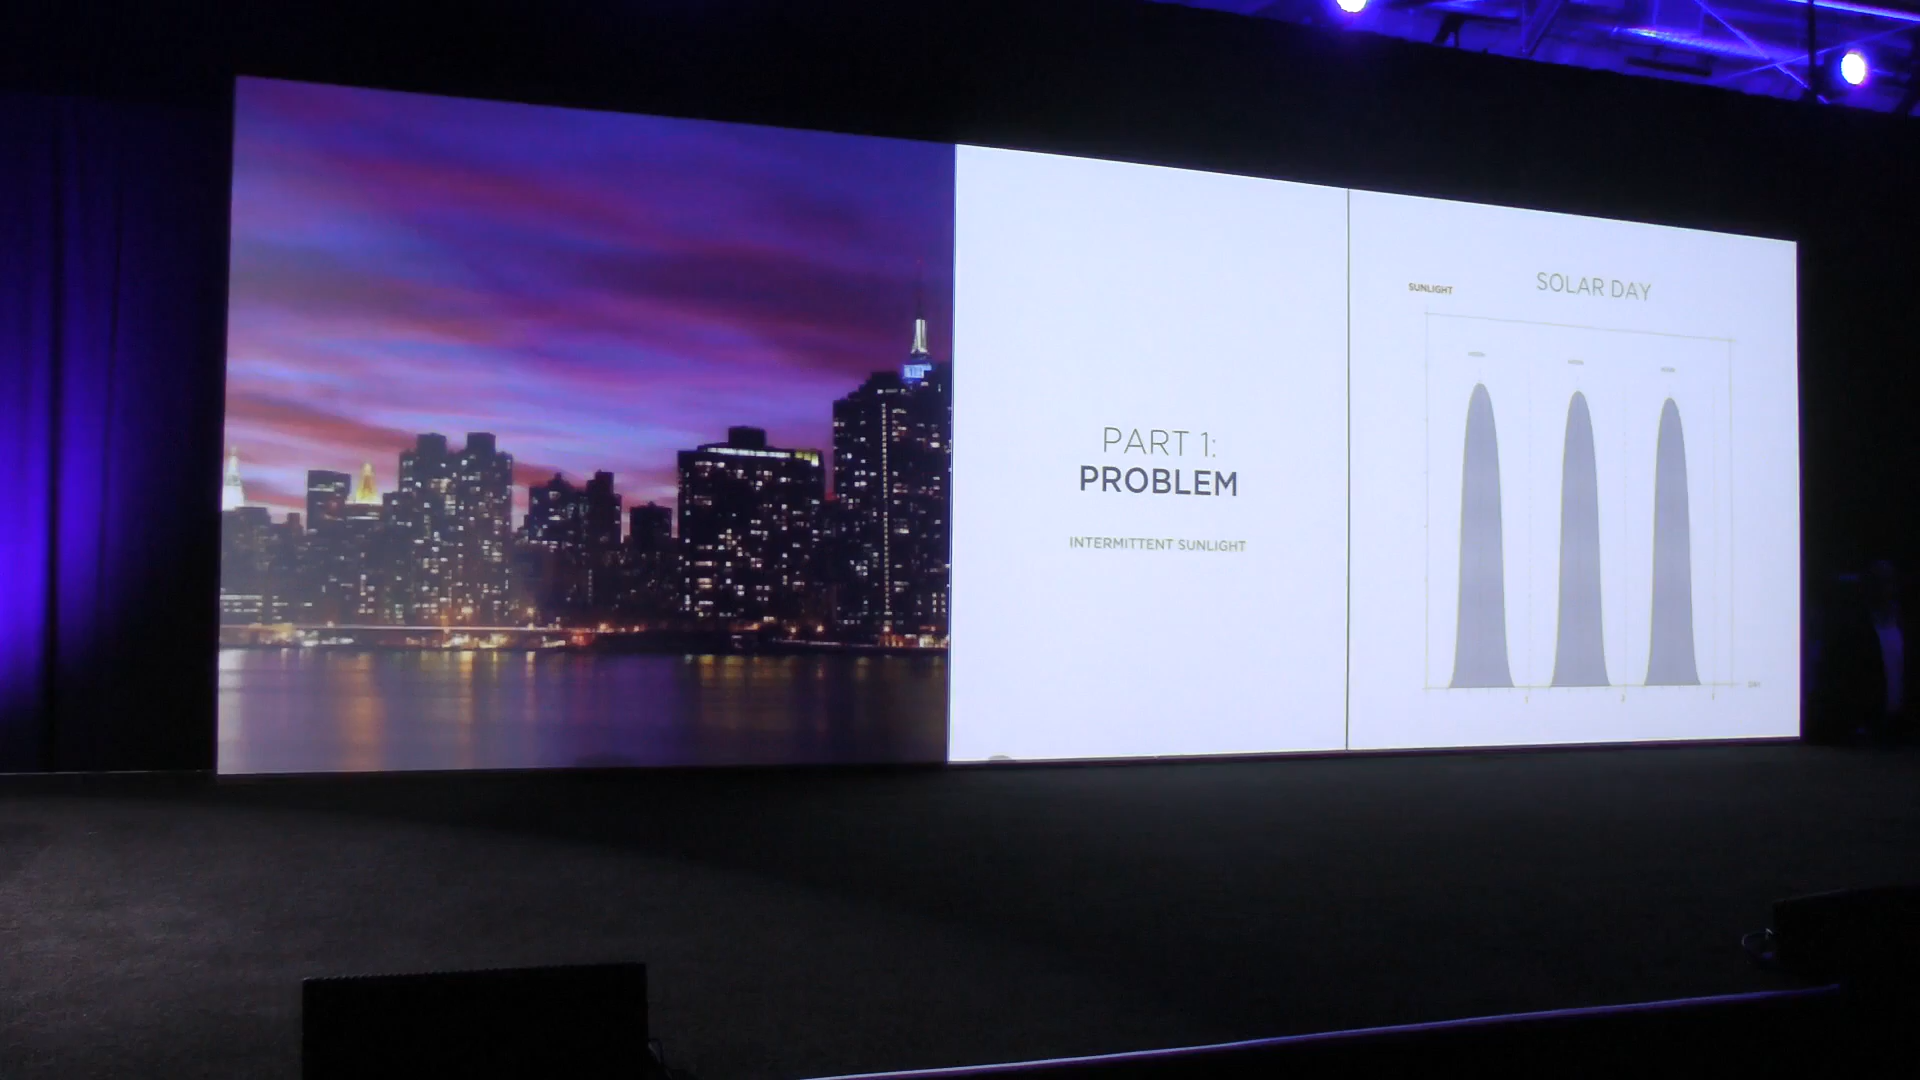 PART 1:
PROBLEM
INTERMITTENT SUNLIGHT
SOLAR DAY
SUNLIGHT